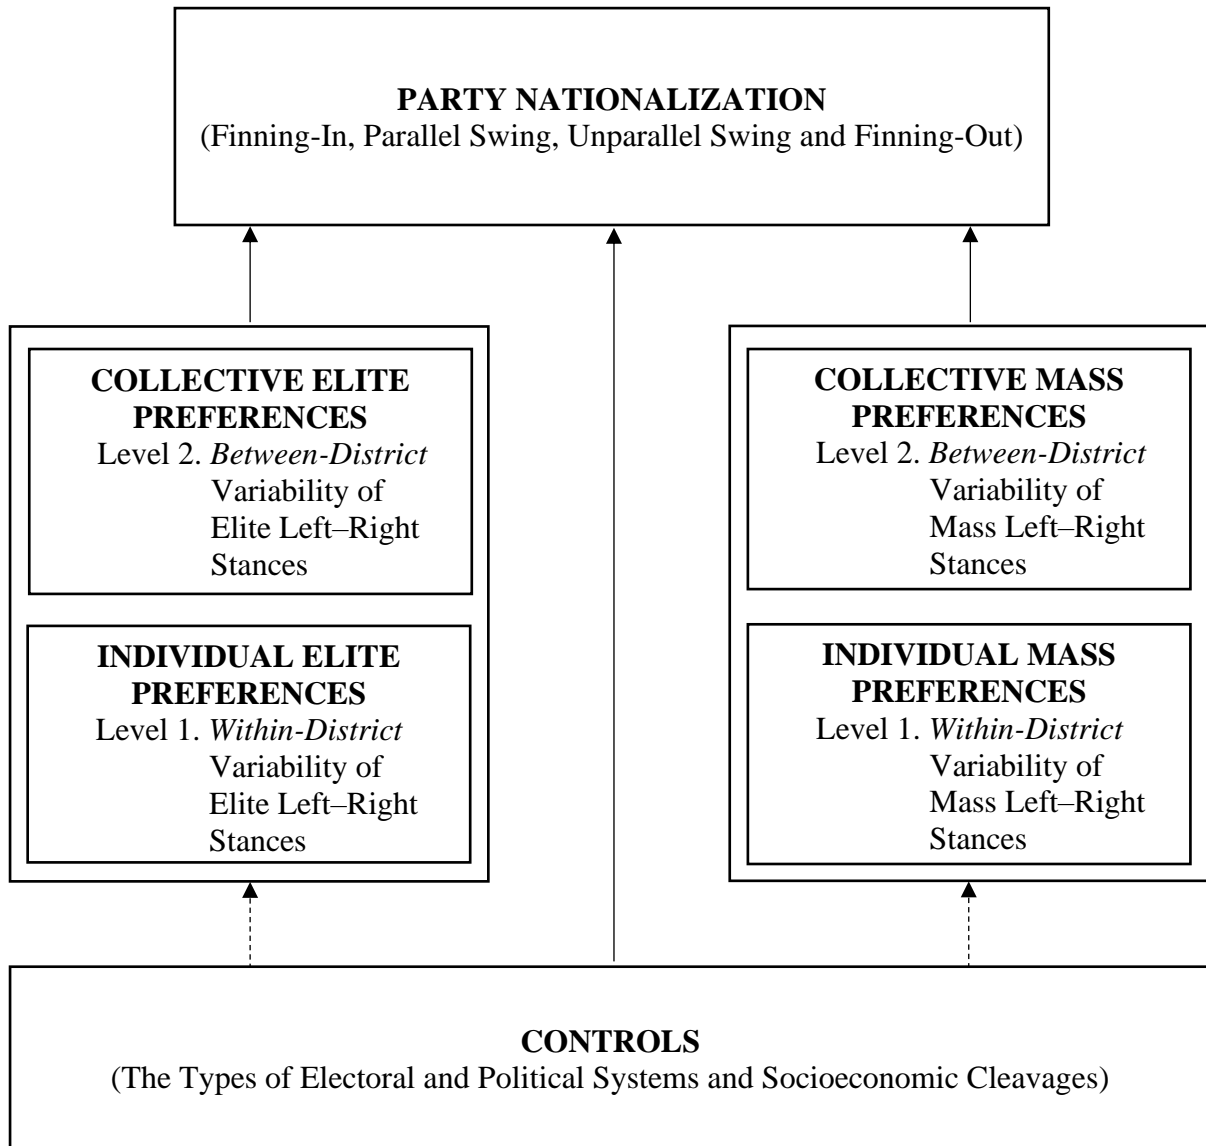 PARTY NATIONALIZATION
(Finning-In, Parallel Swing, Unparallel Swing and Finning-Out)
COLLECTIVE ELITE
PREFERENCES
Level 2. Between-District
Variability of
Elite Left–Right
Stances
INDIVIDUAL ELITE
PREFERENCES
Level 1. Within-District
Variability of
Elite Left–Right
Stances
COLLECTIVE MASS
PREFERENCES
Level 2. Between-District
Variability of
Mass Left–Right
Stances
INDIVIDUAL MASS
PREFERENCES
Level 1. Within-District
Variability of
Mass Left–Right
Stances
CONTROLS
(The Types of Electoral and Political Systems and Socioeconomic Cleavages)